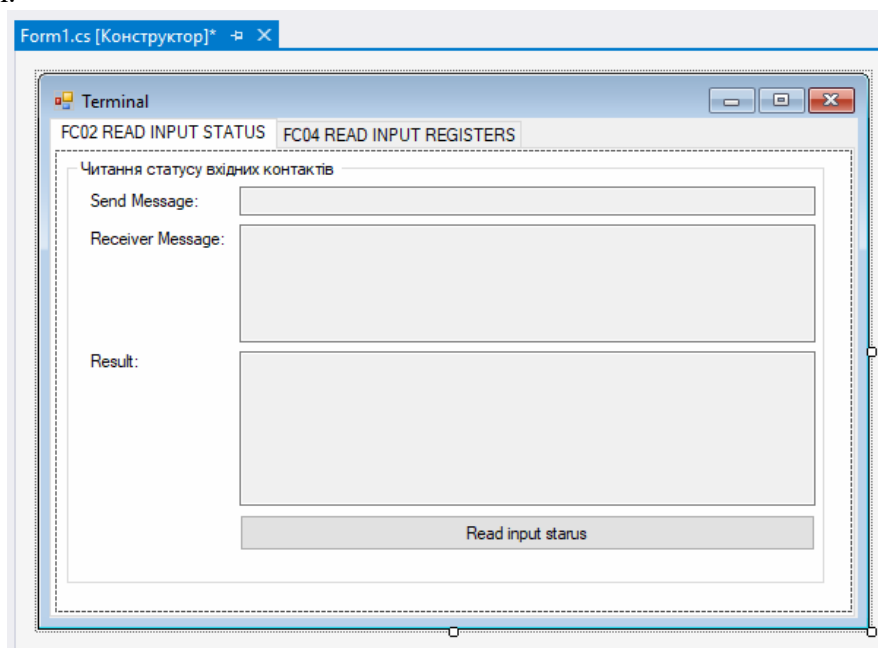 Form1.cs [Конструктор]*
Terminal
FC02 READ INPUT STATUS FC04 READ INPUT REGISTERS
Читання статусу вхідних контактів
Send Message:
Receiver Message:
Result:
Read input starus